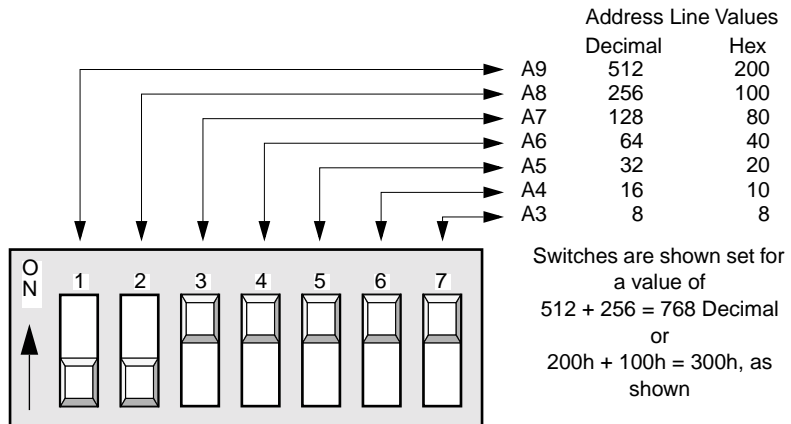 Address Line Values
Decimal Hex
A9 512 200
A8 256 100
A7 128 80
A6 64 40
A5 32 20
A4 16 10
A3 8 8
ON 1 2 3 4 5 6 7
Switches are shown set for
a value of
512 + 256 = 768 Decimal
or
200h + 100h = 300h, as
shown